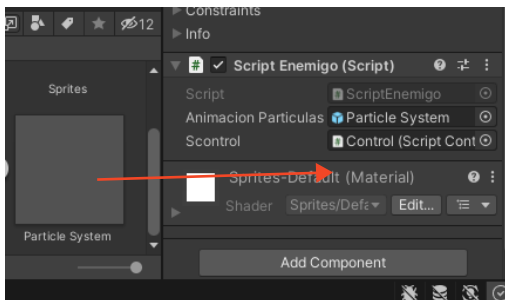 12
Constraints
Info
Sprites
Particle System
# Script Enemigo (Script)
Script
# ScriptEnemigo
Animacion Particulas
Particle System
Scontrol
Control (Script Cont
Sprites-Default (Material)
Shader
Sprites/Defa
Edit...
Add Component